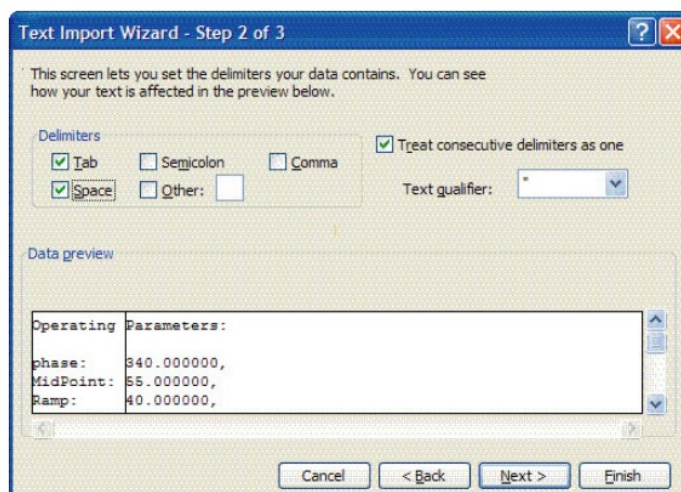 Text Import Wizard - Step 2 of 3
This screen lets you set the delimiters your data contains. You can see
how your text is affected in the preview below.
Delimiters
Tab
Semicolon
Comma
Space
Other:
Treat consecutive delimiters as one
Text qualifier: "
Data preview
Operating Parameters:
phase: 340.000000,
MidPoint: 55.000000,
Ramp: 40.000000,
Cancel
< Back
Next >
Finish